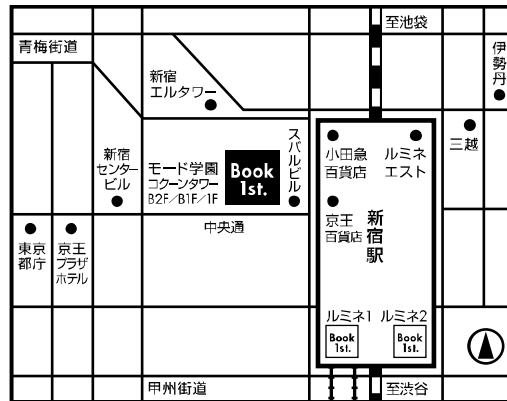 至池袋
青梅街道
伊勢丹
新宿
エルタワー
三越
小田急
百貨店
ルミネ
エスト
スバルビル
新宿
センター
ビル
モード学園
コクーンタワー
B2F/B1F/1F
Book
1st.
中央通
京王
百貨店
新宿駅
東京
都庁
京王
プラザ
ホテル
ルミネ1
ルミネ2
Book
1st.
Book
1st.
甲州街道
至渋谷